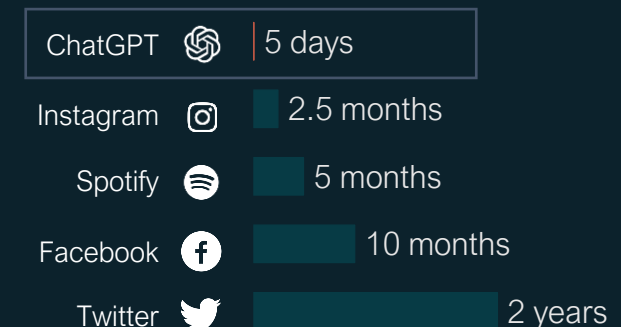 ChatGPT 5 days
Instagram 2.5 months
Spotify 5 months
Facebook 10 months
Twitter 2 years